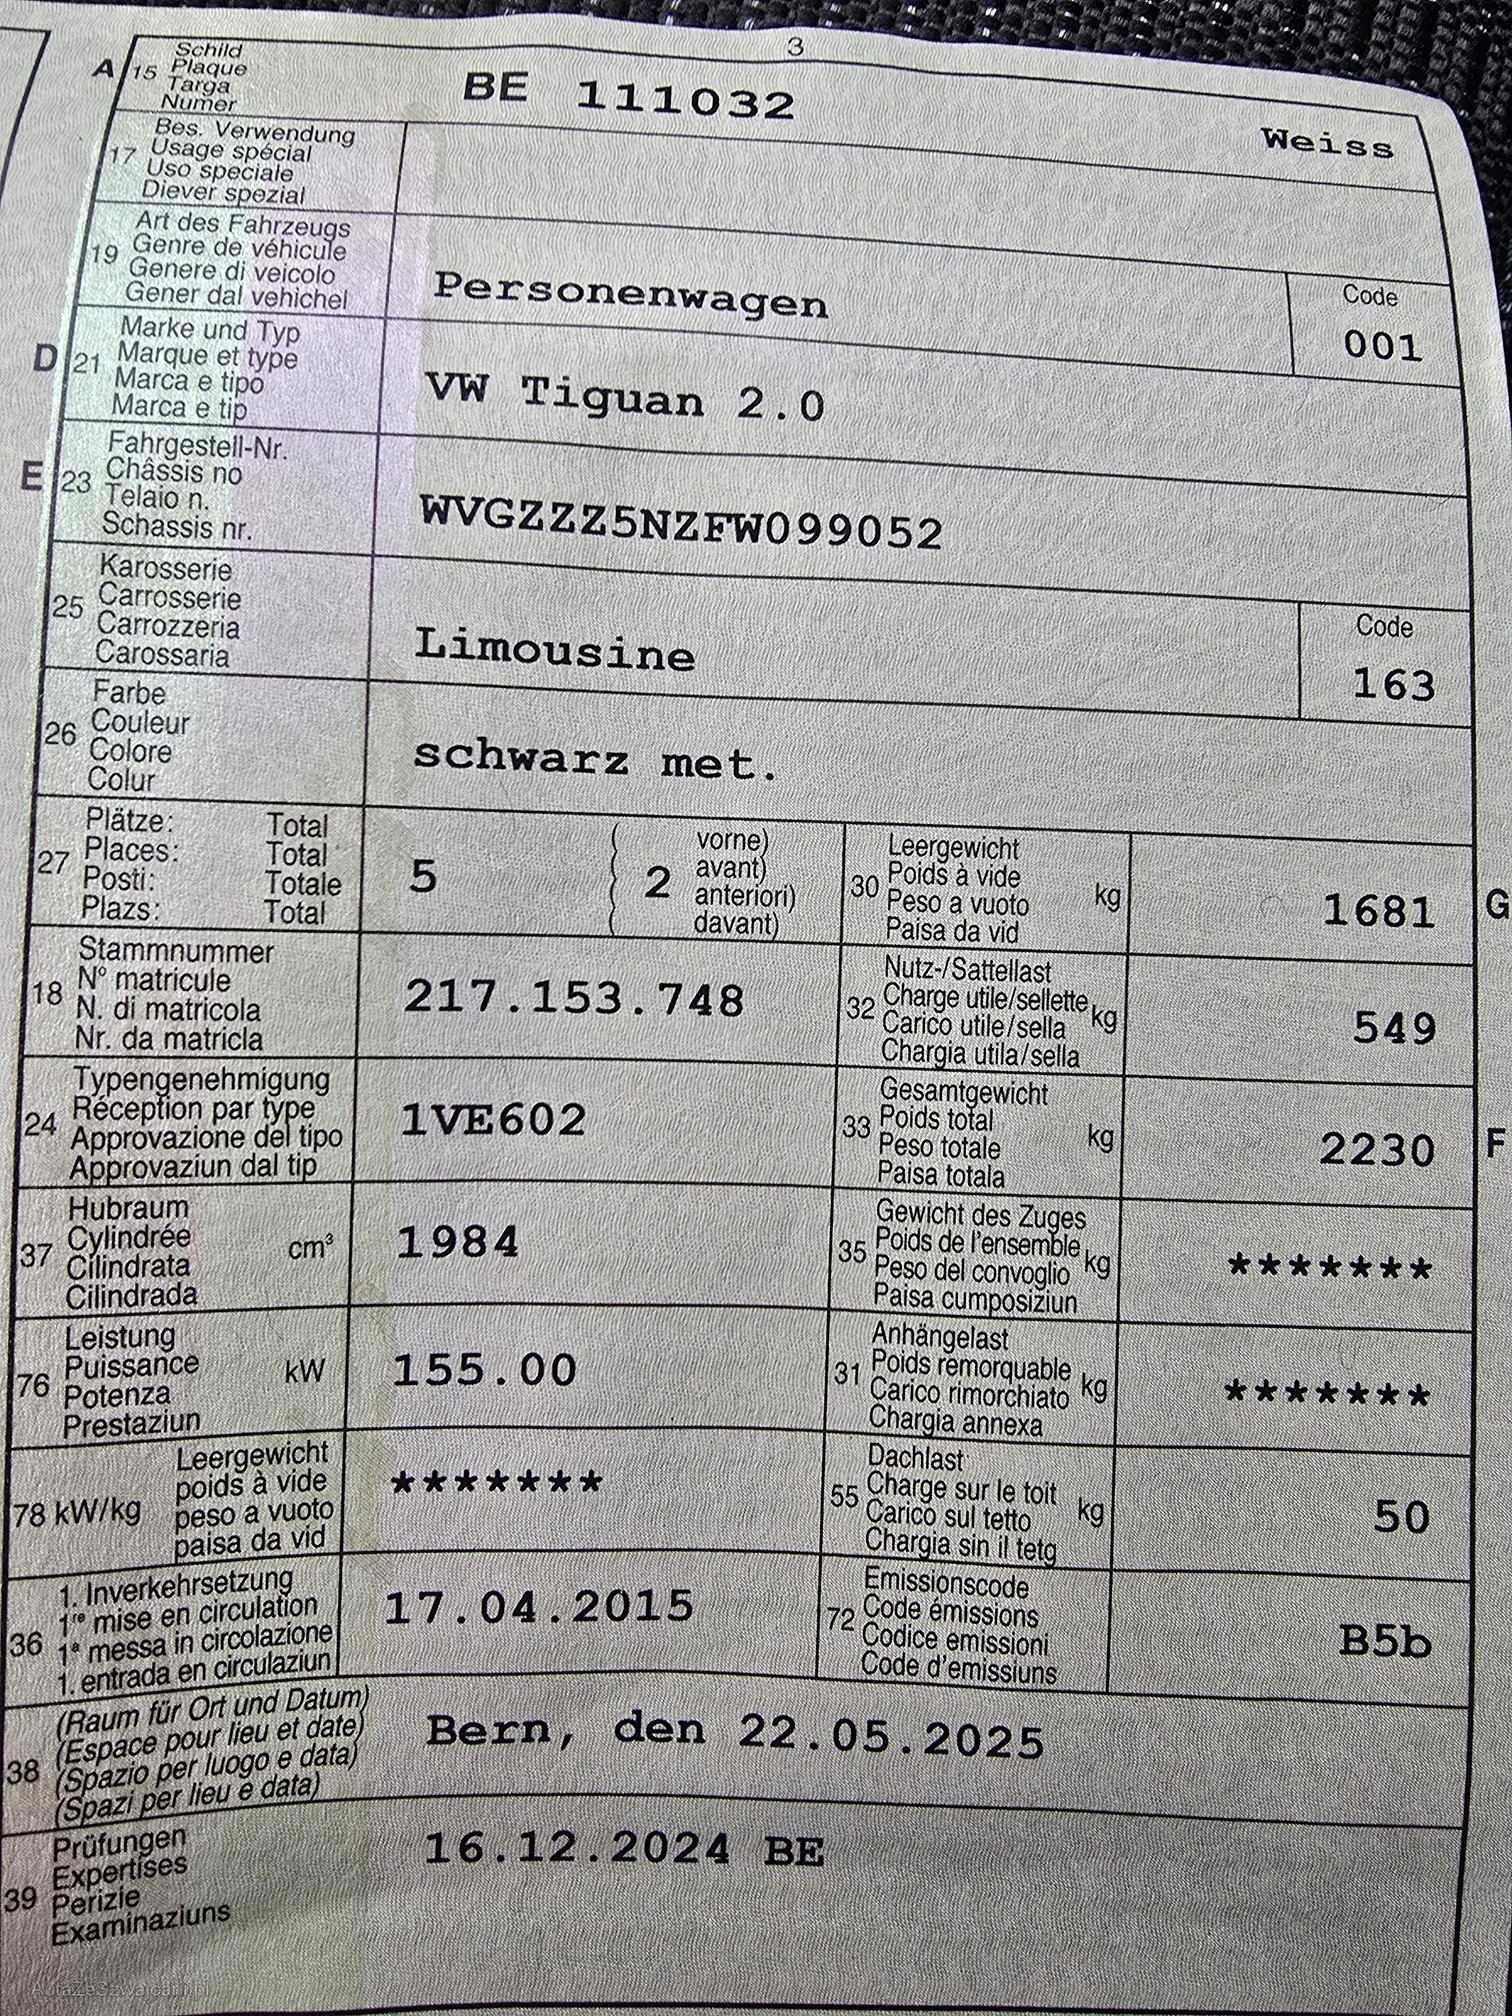 3
A 15 Schild
Plaque
Targa
Numer
BE 111032
Weiss
17 Bes. Verwendung
Usage spécial
Uso speciale
Diever spezial
19 Art des Fahrzeugs
Genre de véhicule
Genere di veicolo
Gener dal vehichel
Personenwagen
Code
001
D 21 Marke und Typ
Marque et type
Marca e tipo
Marca e tip
VW Tiguan 2.0
E 23 Fahrgestell-Nr.
Châssis no
Telaio n.
Schassis nr.
WVGZZZ5NZFW099052
25 Karosserie
Carrosserie
Carrozzeria
Carossaria
Limousine
Code
163
26 Farbe
Couleur
Colore
Colur
schwarz met.
27 Plätze: Total
Places: Total
Posti: Totale
Plazs: Total
5
2
vorne)
avant)
anteriori)
davant)
30 Leergewicht
Poids à vide
Peso a vuoto
Paisa da vid
kg
1681 G
18 Stammnummer
N° matricule
N. di matricola
Nr. da matricla
217.153.748
32 Nutz-/Sattellast
Charge utile/sellette
Carico utile/sella
Chargia utila/sella
kg
549
24 Typengenehmigung
Réception par type
Approvazione del tipo
Approvaziun dal tip
1VE602
33 Gesamtgewicht
Poids total
Peso totale
Paisa totala
kg
2230 F
37 Hubraum
Cylindrée
Cilindrata
Cilindrada
cm³
1984
35 Gewicht des Zuges
Poids de l'ensemble
Peso del convoglio
Paisa cumposiziun
kg
*******
76 Leistung
Puissance
Potenza
Prestaziun
kW
155.00
31 Anhängelast
Poids remorquable
Carico rimorchiato
Chargia annexa
kg
*******
78 kW/kg
Leergewicht
poids à vide
peso a vuoto
paisa da vid
*******
55 Dachlast
Charge sur le toit
Carico sul tetto
Chargia sin il tetg
kg
50
36 1. Inverkehrsetzung
1re mise en circulation
1a messa in circolazione
1. entrada en circulaziun
17.04.2015
72 Emissionscode
Code émissions
Codice emissioni
Code d'emissiuns
B5b
38 (Raum für Ort und Datum)
(Espace pour lieu et date)
(Spazio per luogo e data)
(Spazi per lieu e data)
Bern, den 22.05.2025
39 Prüfungen
Expertises
Perizie
Examinaziuns
16.12.2024 BE
AutaZeSzwajcarii.pl